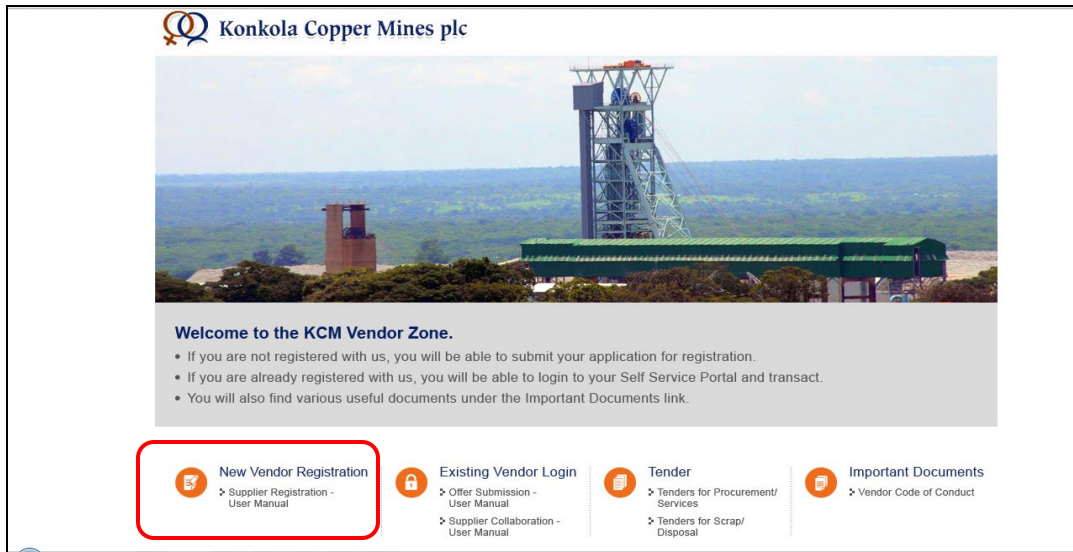 Konkola Copper Mines plc
Welcome to the KCM Vendor Zone.
• If you are not registered with us, you will be able to submit your application for registration.
• If you are already registered with us, you will be able to login to your Self Service Portal and transact.
• You will also find various useful documents under the Important Documents link.
New Vendor Registration
Supplier Registration -
User Manual
Existing Vendor Login
Offer Submission -
User Manual
Supplier Collaboration -
User Manual
Tender
Tenders for Procurement/
Services
Tenders for Scrap/
Disposal
Important Documents
Vendor Code of Conduct